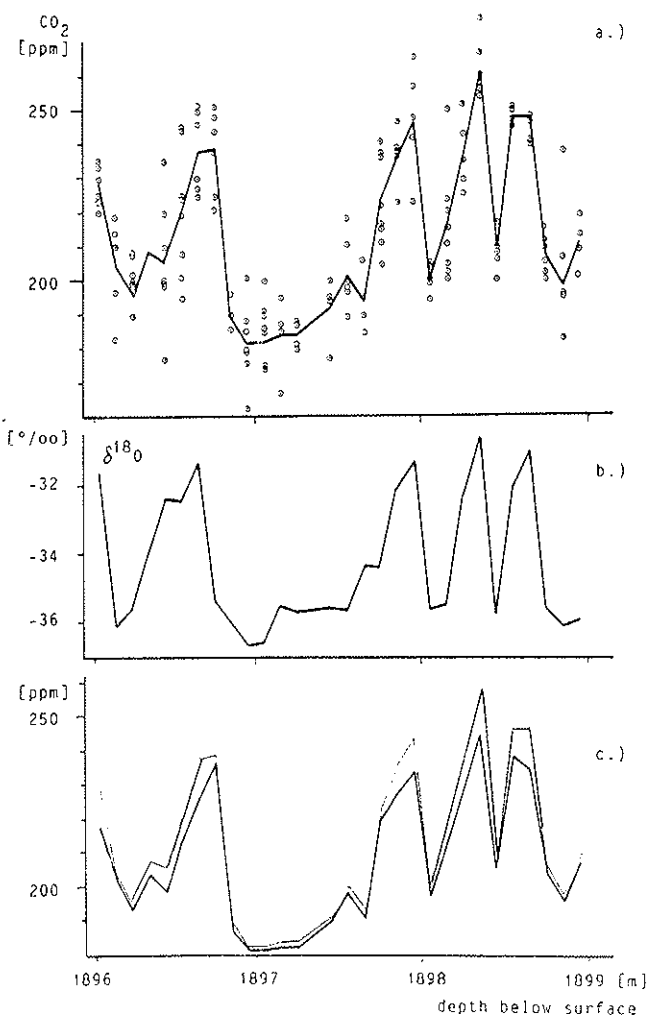 CO2
[ppm]
a.)
250
200
[°/oo]
δ18O
b.)
-32
-34
-36
[ppm]
250
c.)
200
1896
1897
1898
1899 [m]
depth below surface